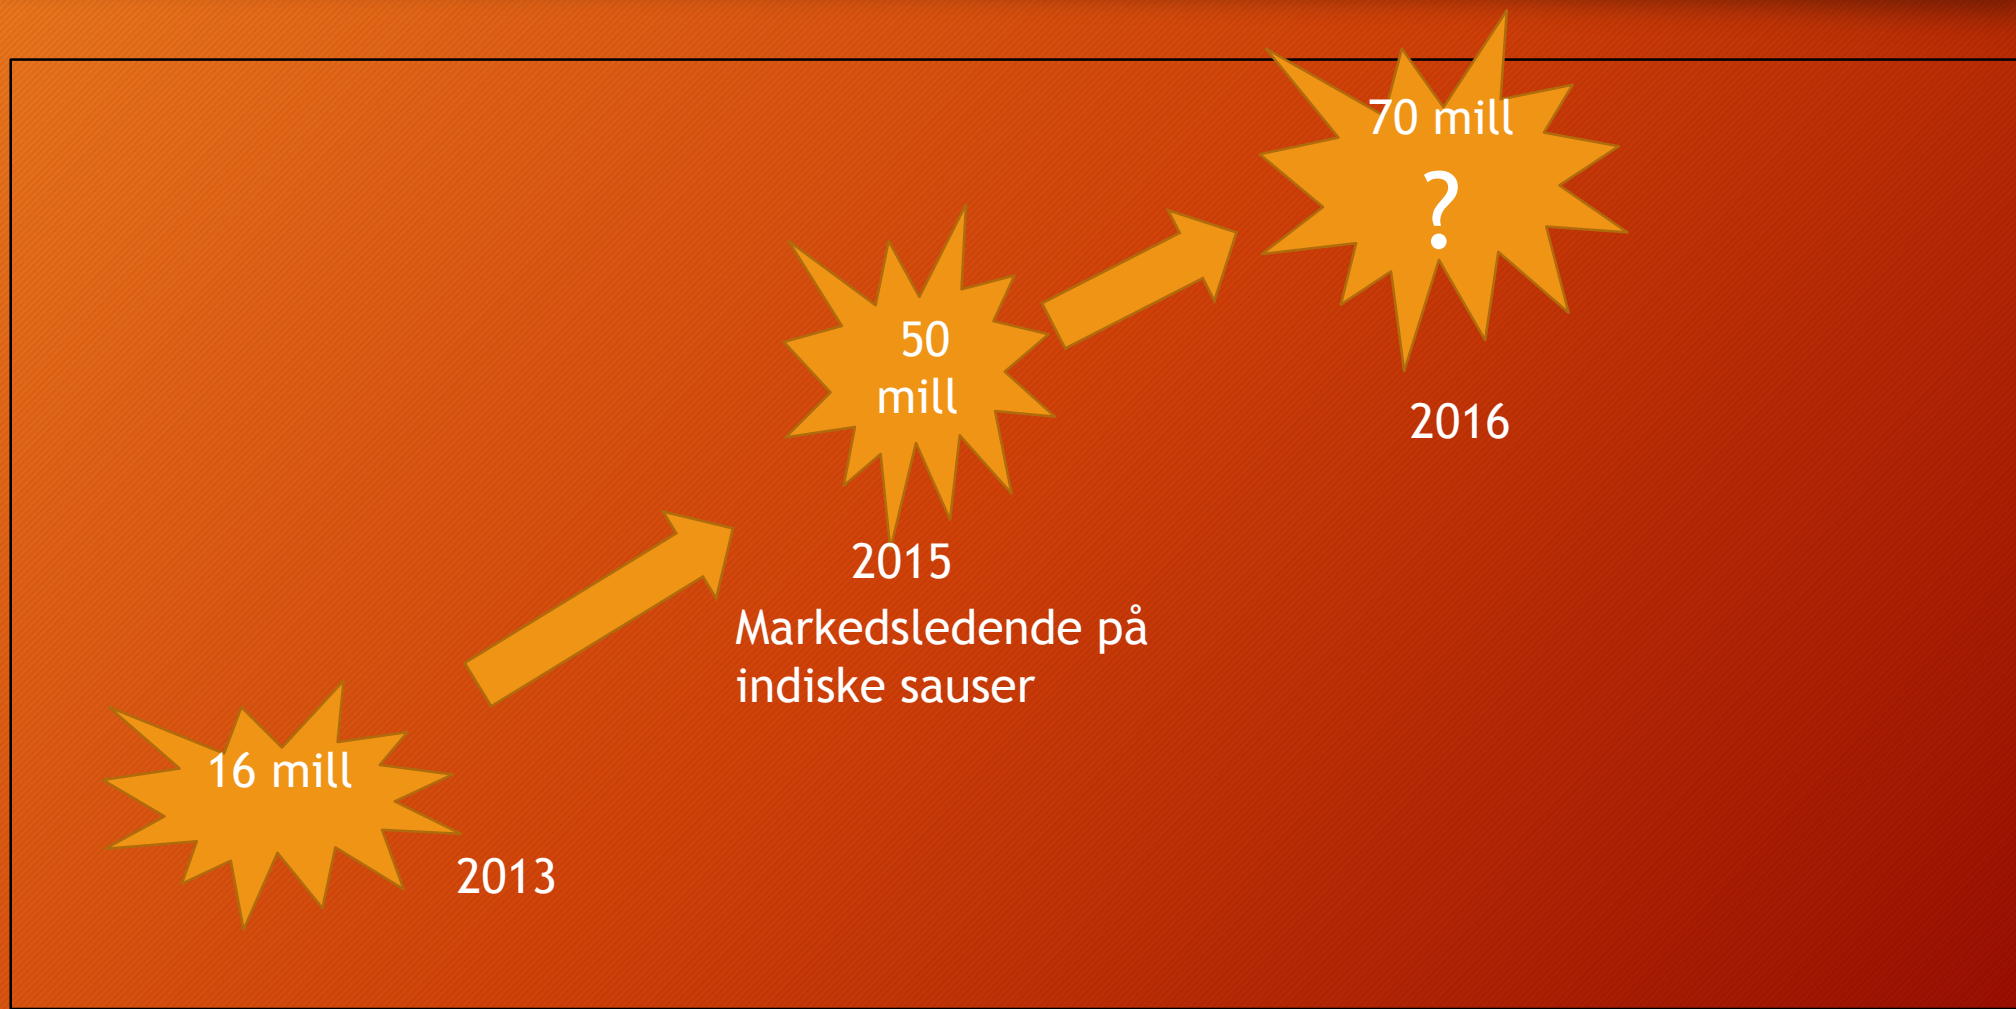 70 mill
?
2016
50
mill
2015
Markedsledende på
indiske sauser
16 mill
2013